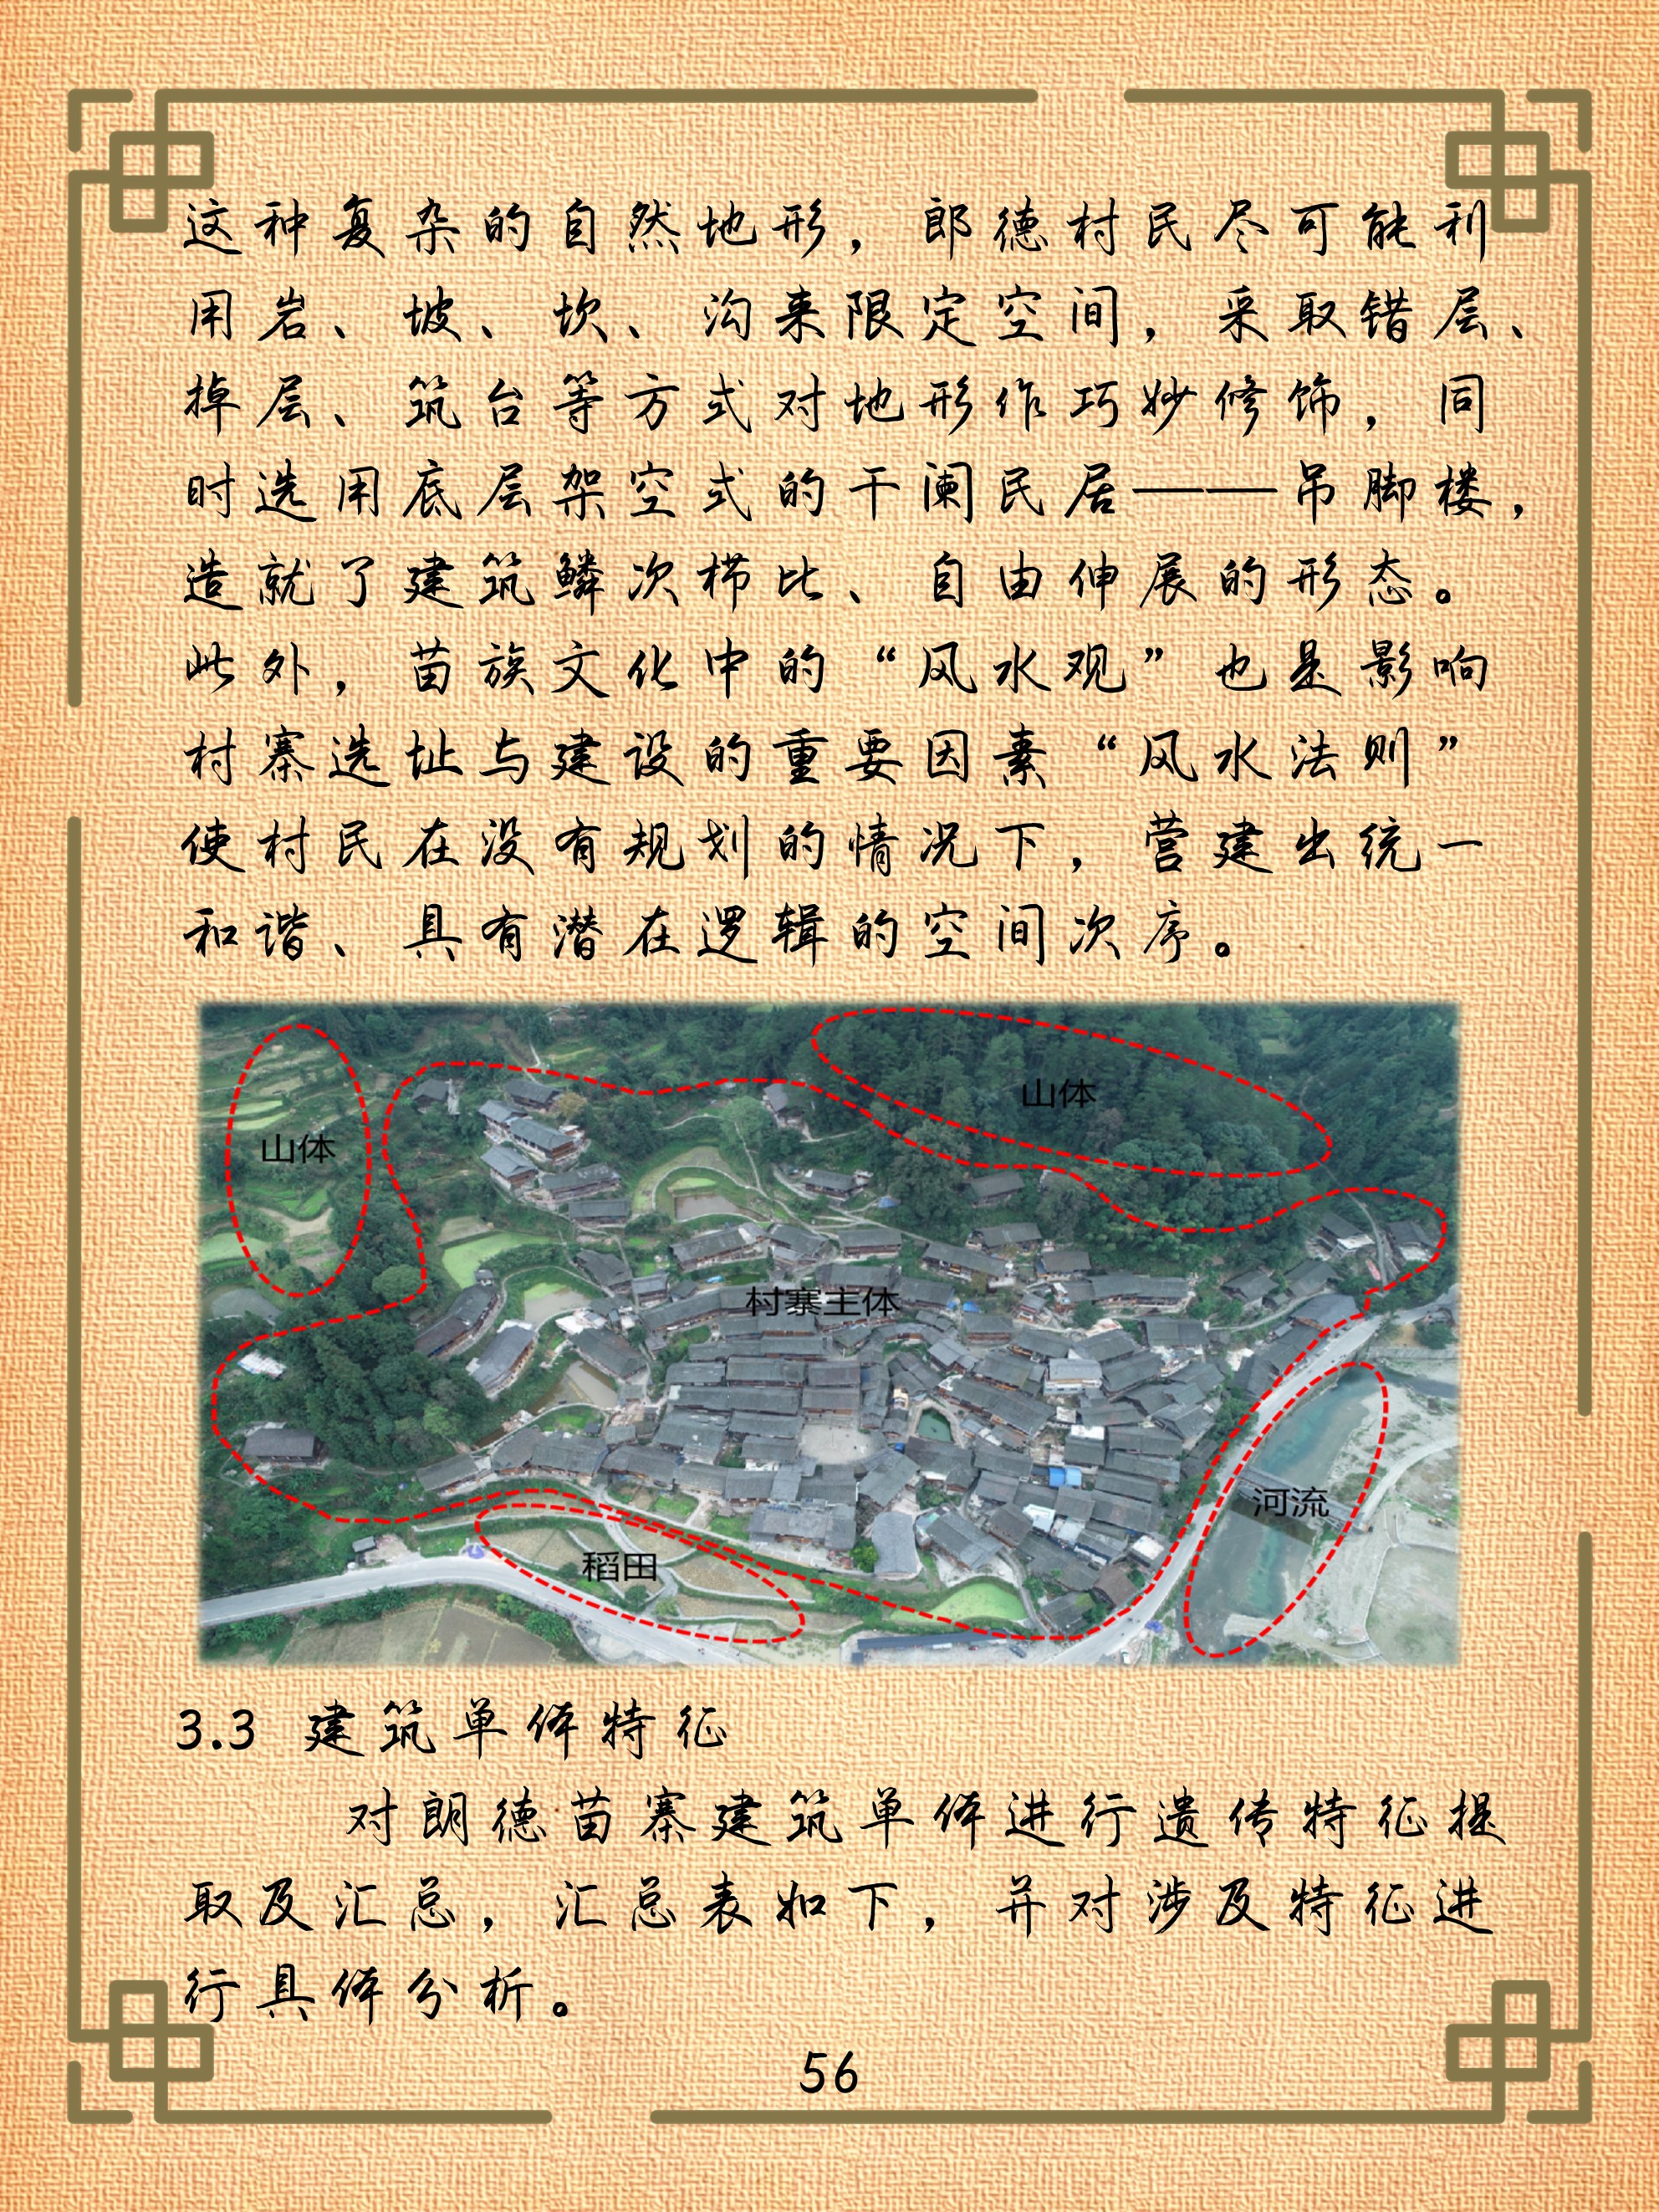 这种复杂的自然地形，郎德村民尽可能利
用岩、坡、坎、沟来限定空间，采取错层、
掉层、筑台等方式对地形作巧妙修饰，同
时选用底层架空式的干阑民居——吊脚楼，
造就了建筑鳞次栉比、自由伸展的形态。
此外，苗族文化中的“风水观”也是影响
村寨选址与建设的重要因素“风水法则”
使村民在没有规划的情况下，营建出统一
和谐、具有潜在逻辑的空间次序。
山体
山体
村寨主体
河流
稻田
3.3 建筑单体特征
对朗德苗寨建筑单体进行遗传特征提
取及汇总，汇总表如下，并对涉及特征进
行具体分析。
56